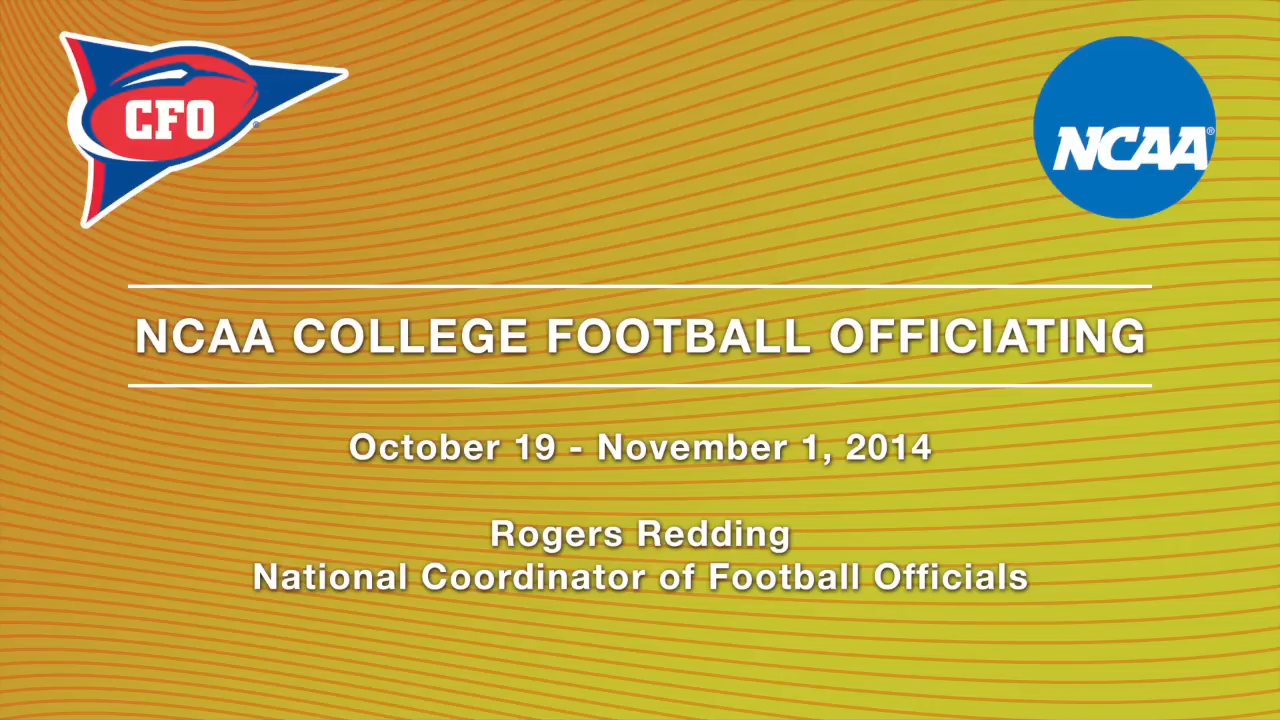 CFO
NCAA
NCAA COLLEGE FOOTBALL OFFICIATING
October 19 - November 1, 2014
Rogers Redding
National Coordinator of Football Officials